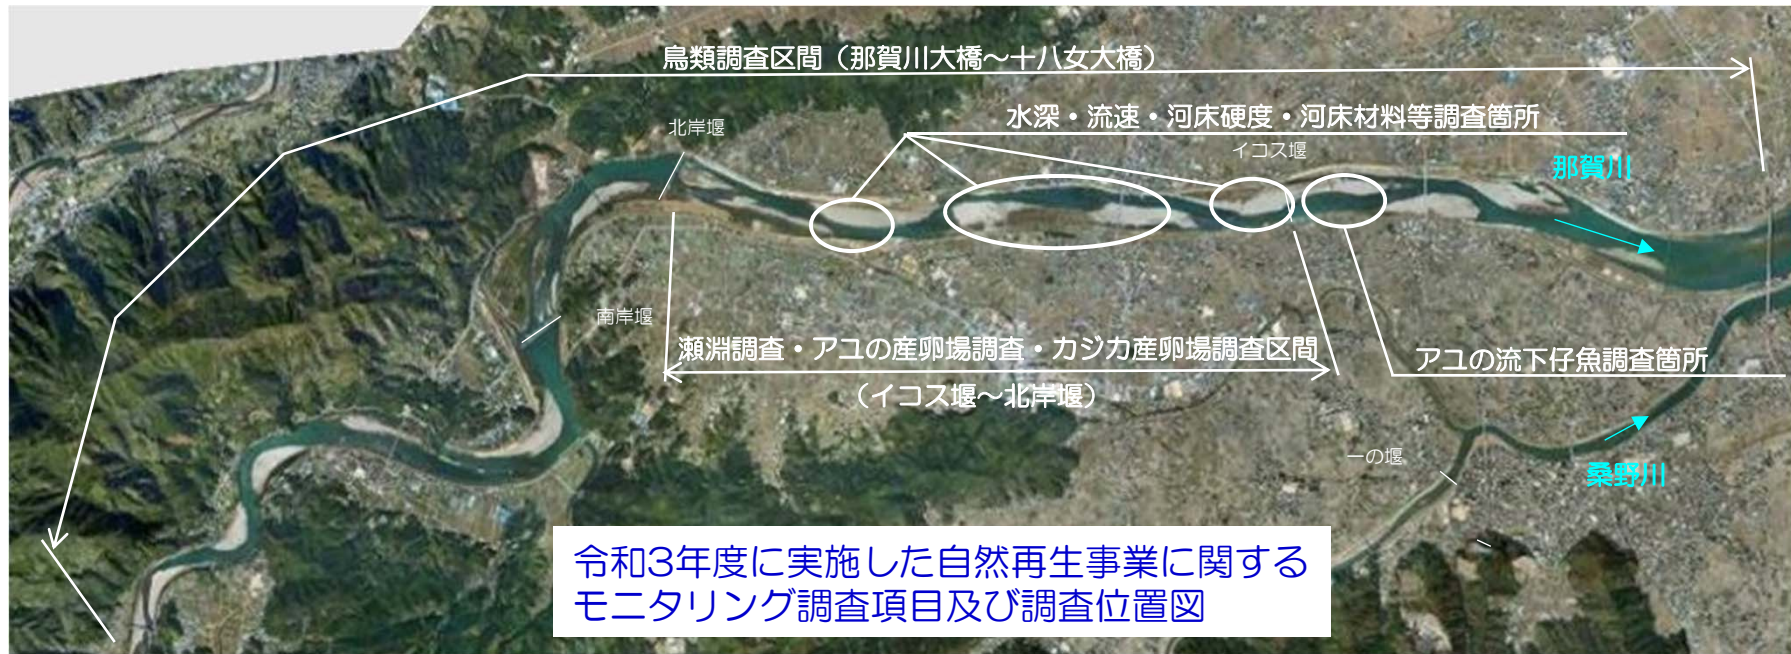 鳥類調査区間（那賀川大橋～十八女大橋）
水深・流速・河床硬度・河床材料等調査箇所
北岸堰
イコス堰
那賀川
南岸堰
瀬淵調査・アユの産卵場調査・カジカ産卵場調査区間
（イコス堰～北岸堰）
アユの流下仔魚調査箇所
一の堰
桑野川
令和3年度に実施した自然再生事業に関する
モニタリング調査項目及び調査位置図